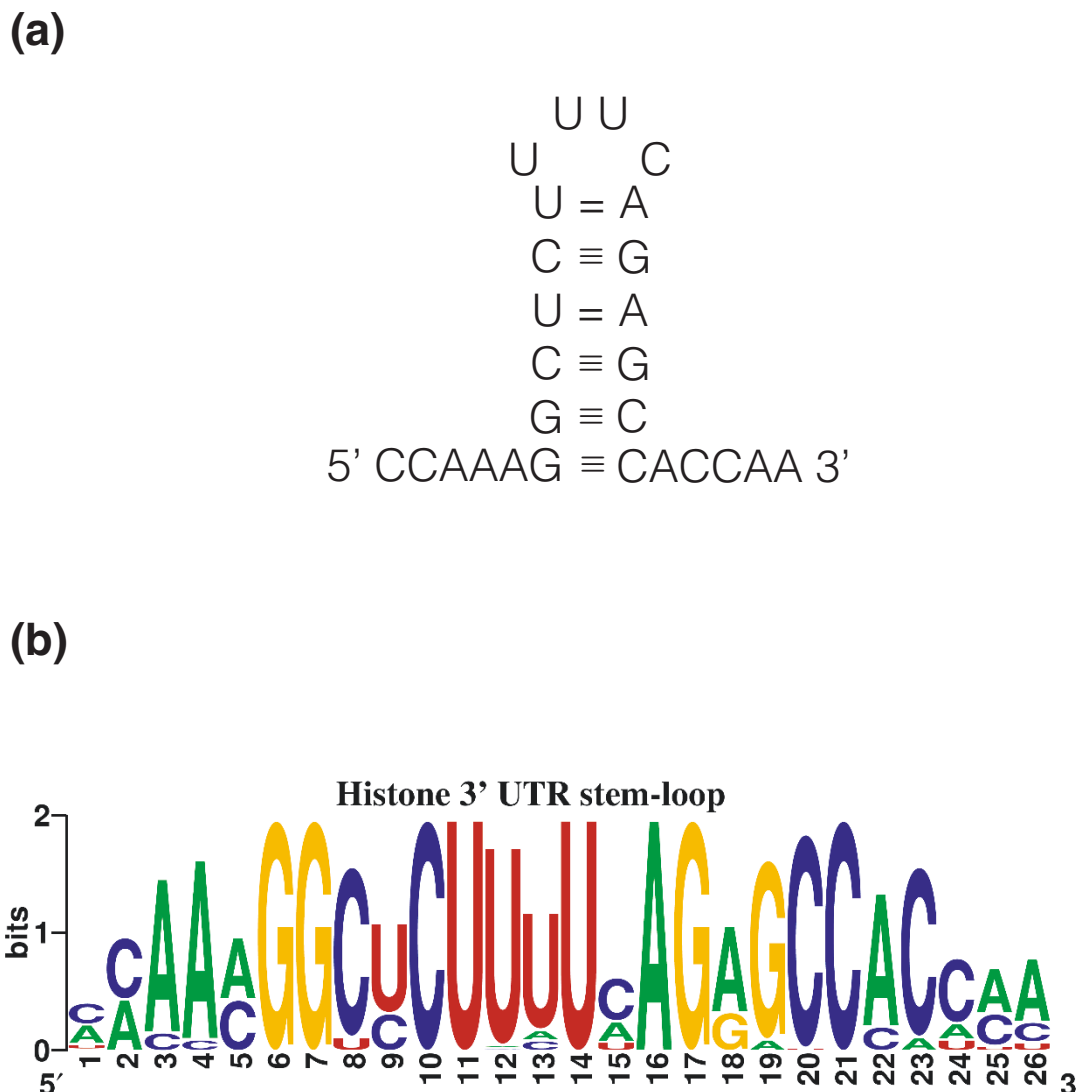 (a)
U U
U C
U = A
C ≡ G
U = A
C ≡ G
G ≡ C
5’ CCAAAG ≡ CACCAA 3’
(b)
Histone 3’ UTR stem-loop
bits
2
1
0
C A
C A
A C
A C
A C
G
G
C U
U C
C
U
U
U A C
U
C A U
A
G
A G
G A
C
C
A C
C A
C A U
A C
A C U
1 2 3 4 5 6 7 8 9 10 11 12 13 14 15 16 17 18 19 20 21 22 23 24 25 26
5′ 3